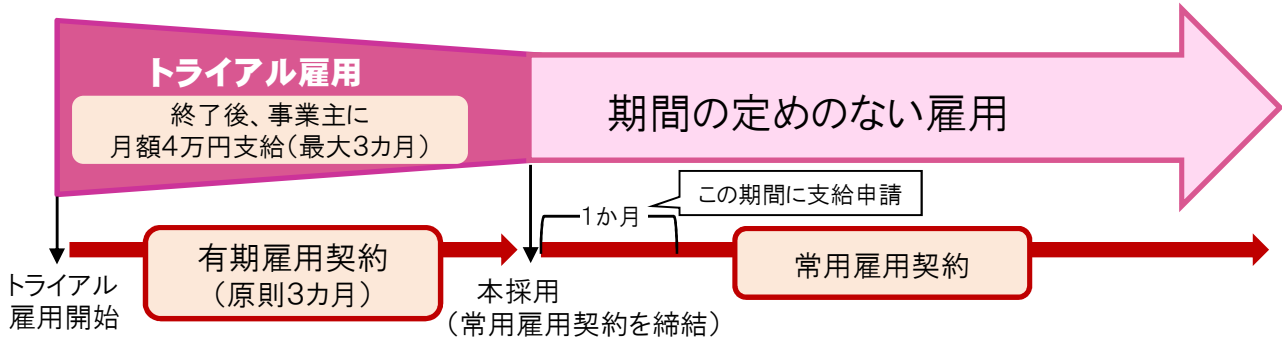 トライアル雇用
終了後、事業主に
月額4万円支給(最大3カ月)
期間の定めのない雇用
この期間に支給申請
1か月
有期雇用契約
(原則3カ月)
常用雇用契約
トライアル
雇用開始
本採用
(常用雇用契約を締結)